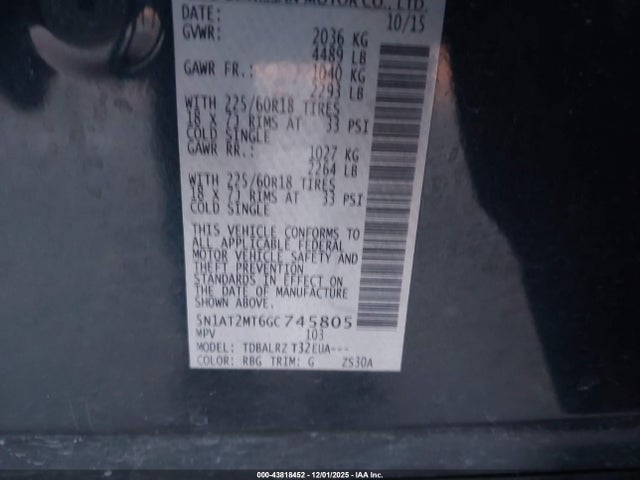 NISSAN MOTOR CO., LTD.
DATE: 10/15
GVWR: 2036 KG
4489 LB
GAWR FR.: 1040 KG
2293 LB
WITH 225/60R18 TIRES
18 X 7J RIMS AT 33 PSI
COLD SINGLE
GAWR RR.: 1027 KG
2264 LB
WITH 225/60R18 TIRES
18 X 7J RIMS AT 33 PSI
COLD SINGLE
THIS VEHICLE CONFORMS TO
ALL APPLICABLE FEDERAL
MOTOR VEHICLE SAFETY AND
THEFT PREVENTION
STANDARDS IN EFFECT ON
THE DATE OF MANUFACTURE
SHOWN ABOVE.
5N1AT2MT6GC745805
MPV 103
MODEL: TDBALRZ T32EUA---
COLOR: RBG TRIM: G ZS30A
000-43818452 - 12/01/2025 - IAA Inc.